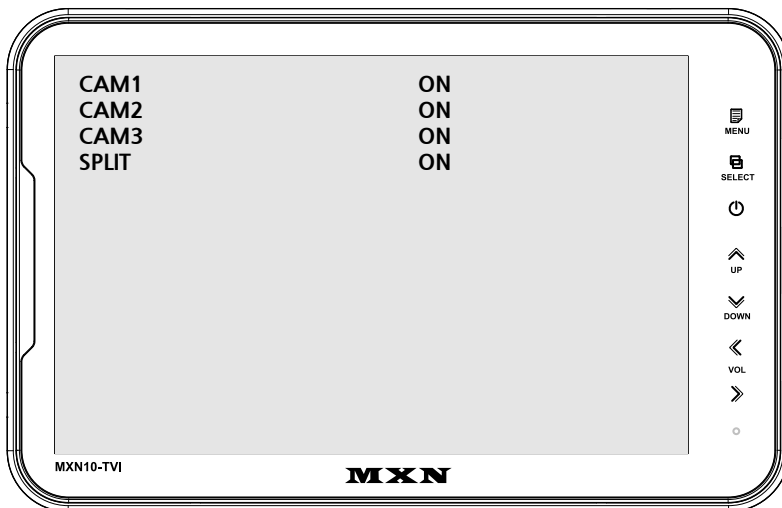 CAM1 ON
CAM2 ON
CAM3 ON
SPLIT ON
MENU
SELECT
UP
DOWN
VOL
MXN10-TVI
MXN